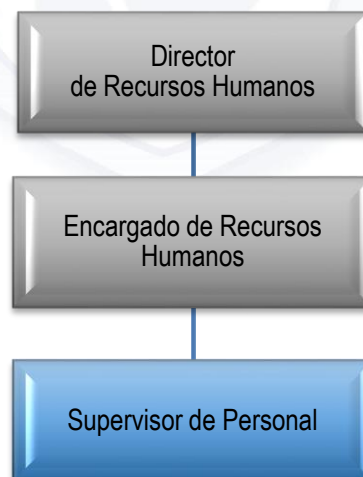 Director
de Recursos Humanos
Encargado de Recursos
Humanos
Supervisor de Personal